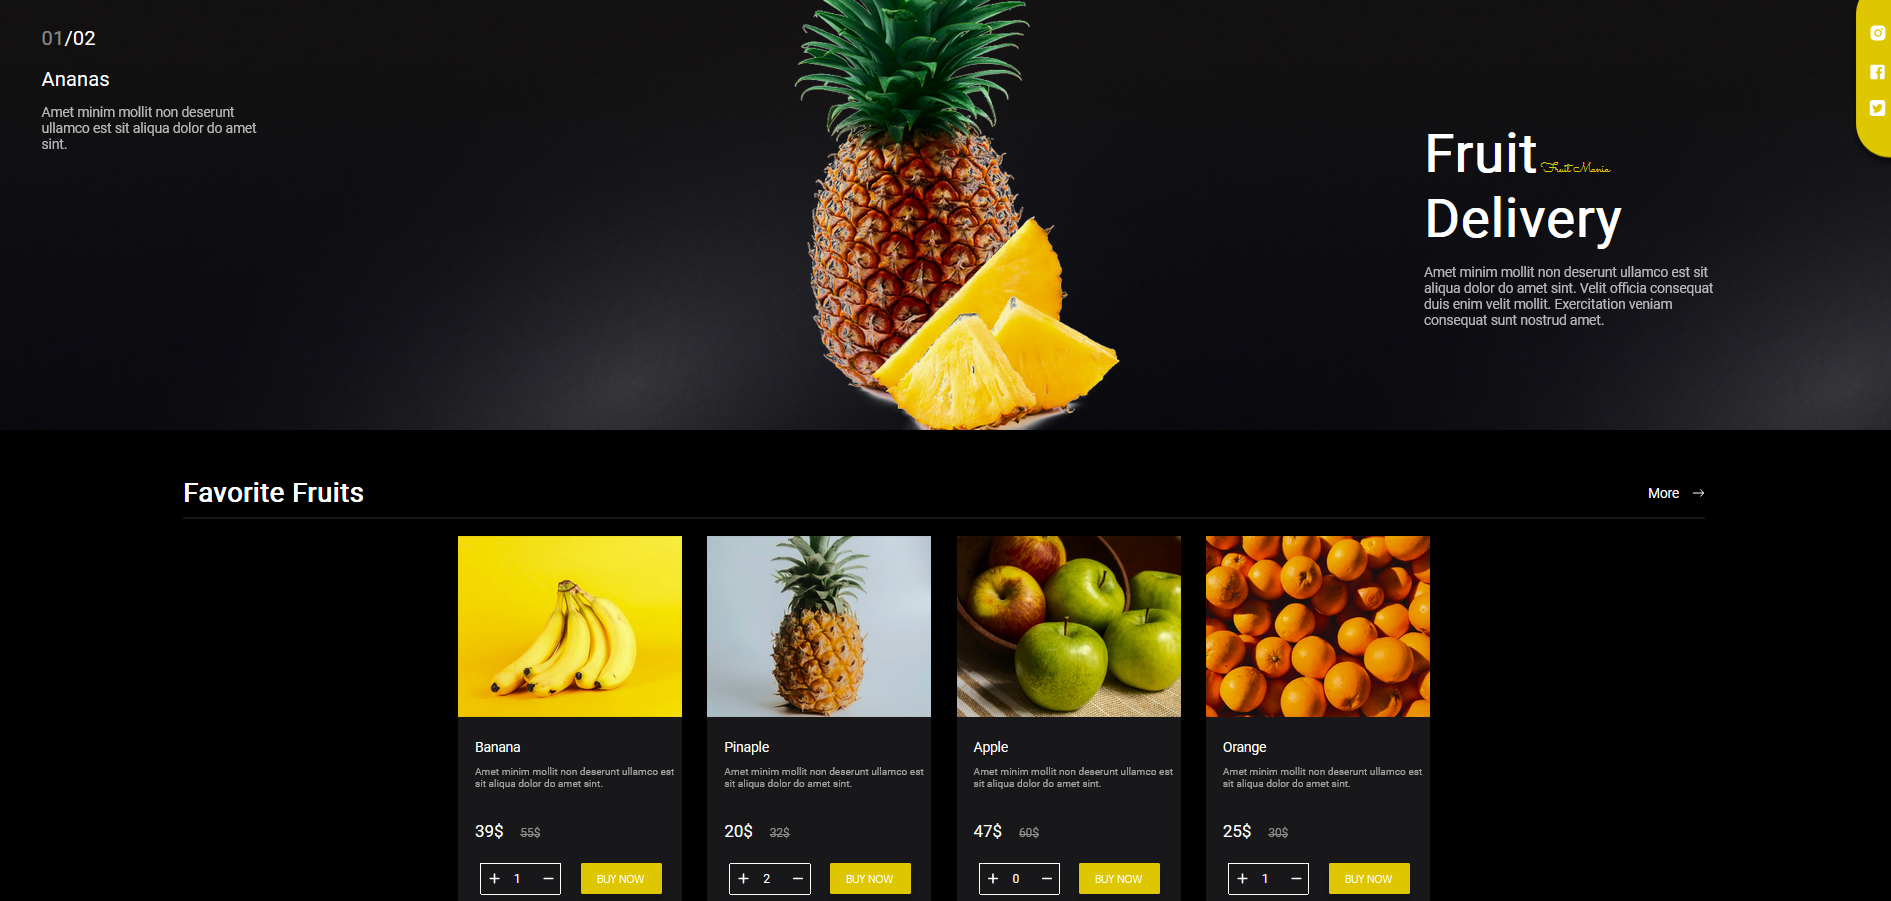 01/02
Ananas
Amet minim mollit non deserunt
ullamco est sit aliqua dolor do amet
sint.
Fruit Fruit Mania
Delivery
Amet minim mollit non deserunt ullamco est sit
aliqua dolor do amet sint. Velit officia consequat
duis enim velit mollit. Exercitation veniam
consequat sunt nostrud amet.
Favorite Fruits
More →
Banana
Amet minim mollit non deserunt ullamco est
sit aliqua dolor do amet sint.
39$ 55$
+ 1 − BUY NOW
Pinaple
Amet minim mollit non deserunt ullamco est
sit aliqua dolor do amet sint.
20$ 32$
+ 2 − BUY NOW
Apple
Amet minim mollit non deserunt ullamco est
sit aliqua dolor do amet sint.
47$ 60$
+ 0 − BUY NOW
Orange
Amet minim mollit non deserunt ullamco est
sit aliqua dolor do amet sint.
25$ 30$
+ 1 − BUY NOW